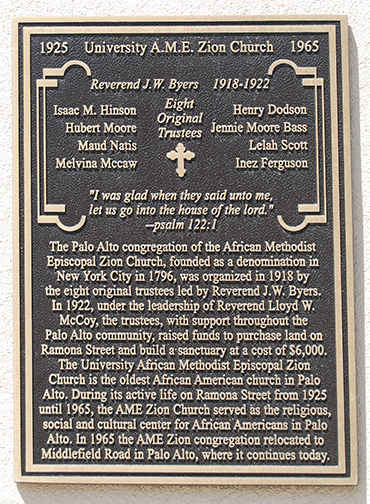 1925 University A.M.E. Zion Church 1965
Reverend J.W. Byers 1918-1922
Eight
Original
Trustees
Isaac M. Hinson
Hubert Moore
Maud Natis
Melvina Mccaw
Henry Dodson
Jennie Moore Bass
Lelah Scott
Inez Ferguson
"I was glad when they said unto me,
let us go into the house of the lord."
--psalm 122:1
The Palo Alto congregation of the African Methodist
Episcopal Zion Church, founded as a denomination in
New York City in 1796, was organized in 1918 by
the eight original trustees led by Reverend J.W. Byers.
In 1922, under the leadership of Reverend Lloyd W.
McCoy, the trustees, with support throughout the
Palo Alto community, raised funds to purchase land on
Ramona Street and build a sanctuary at a cost of $6,000.
The University African Methodist Episcopal Zion
Church is the oldest African American church in Palo
Alto. During its active life on Ramona Street from 1925
until 1965, the AME Zion Church served as the religious,
social and cultural center for African Americans in Palo
Alto. In 1965 the AME Zion congregation relocated to
Middlefield Road in Palo Alto, where it continues today.